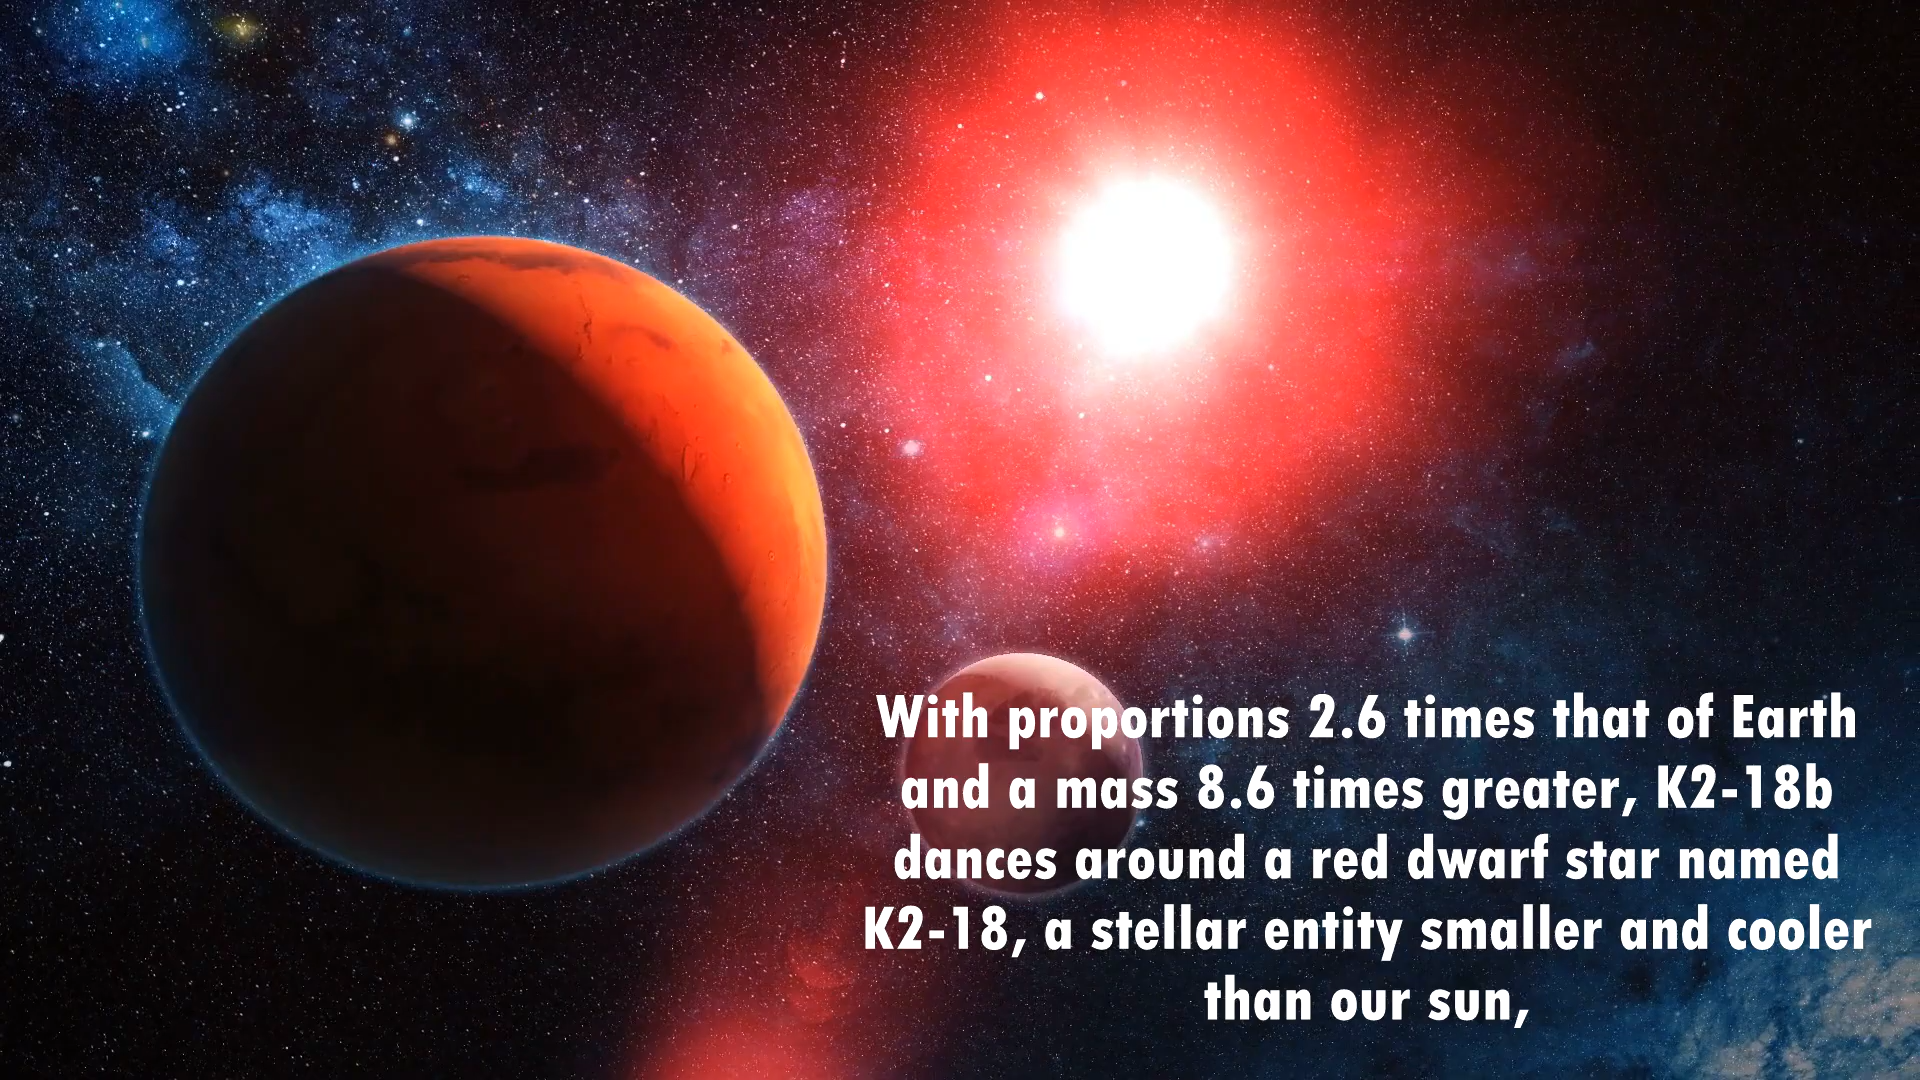 With proportions 2.6 times that of Earth
and a mass 8.6 times greater, K2-18b
dances around a red dwarf star named
K2-18, a stellar entity smaller and cooler
than our sun,